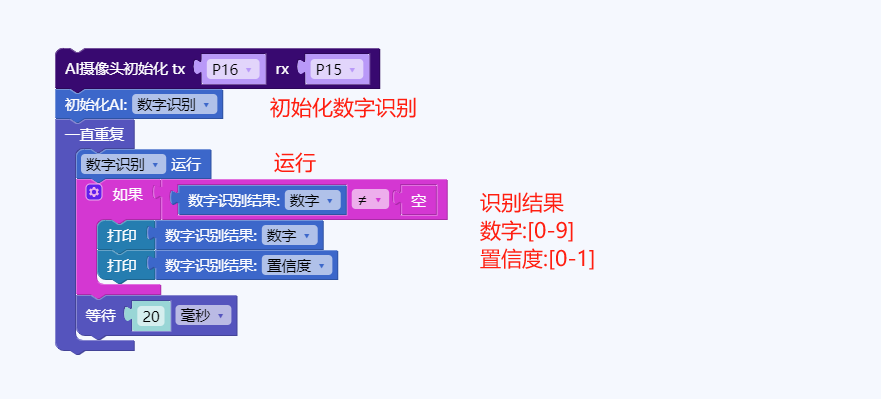 AI摄像头初始化 tx P16 rx P15
初始化AI: 数字识别 初始化数字识别
一直重复
数字识别 运行 运行
如果 数字识别结果: 数字 ≠ 空 识别结果
打印 数字识别结果: 数字 数字:[0-9]
打印 数字识别结果: 置信度 置信度:[0-1]
等待 20 毫秒